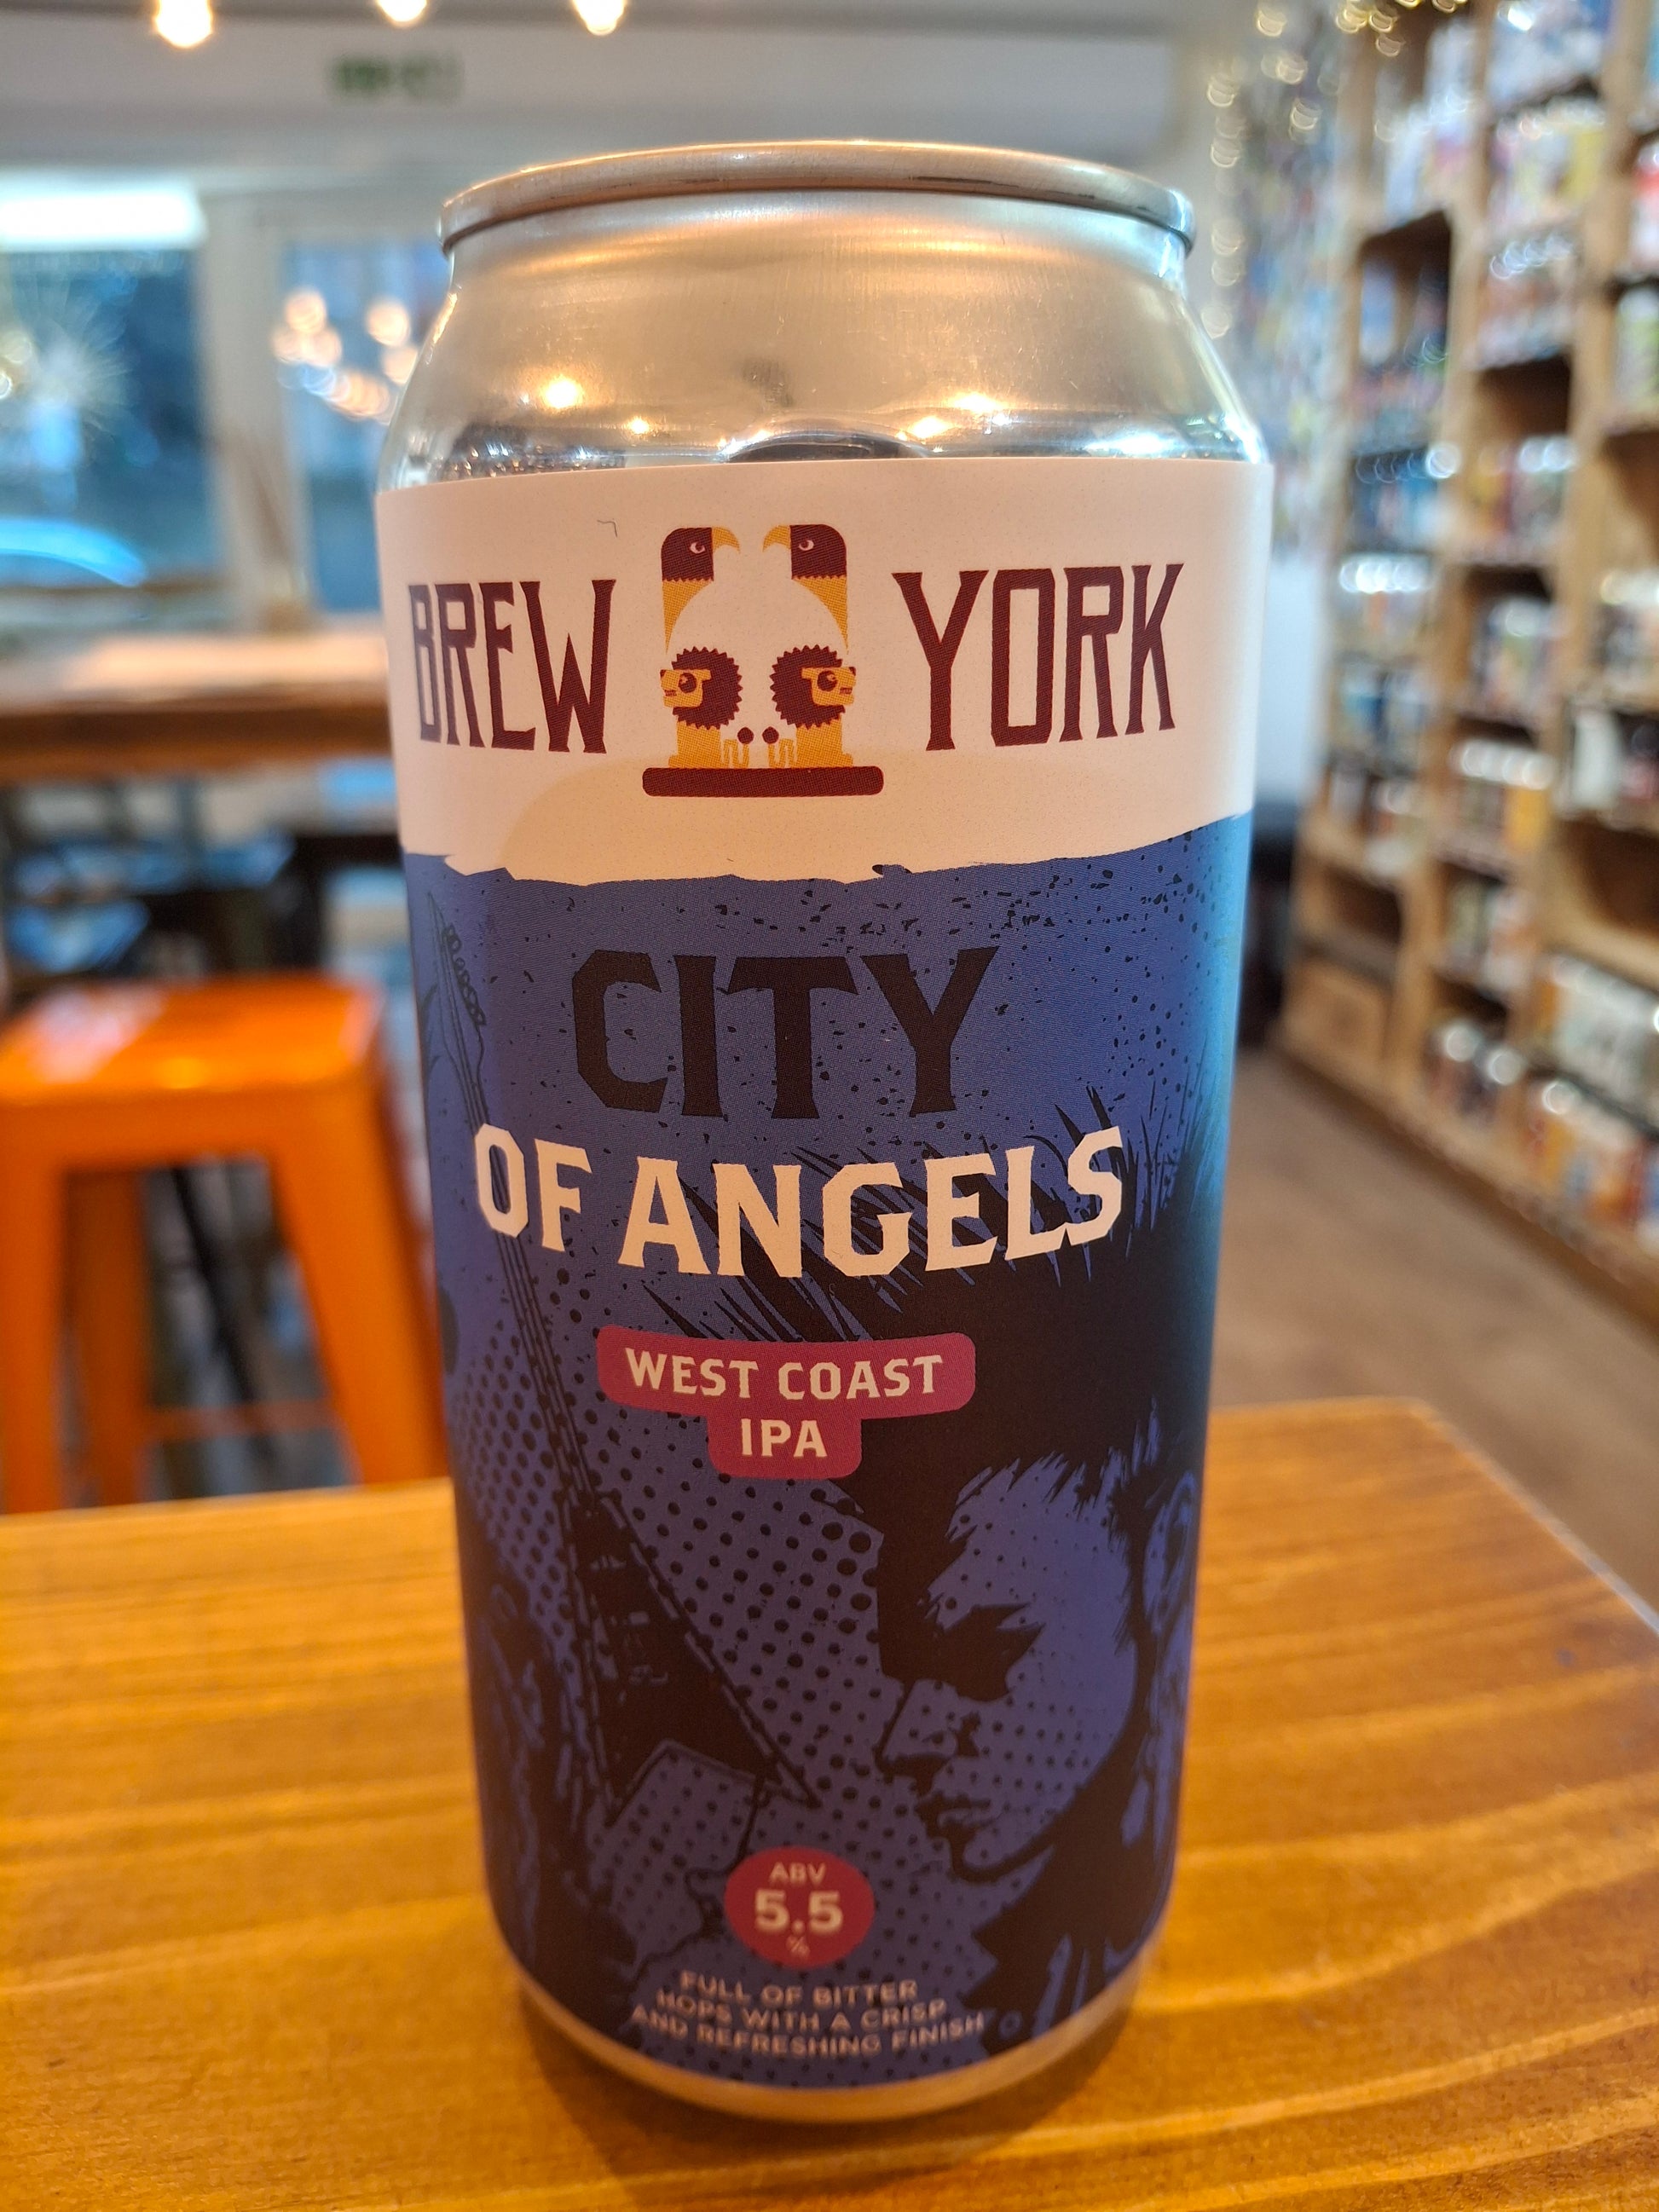 BREW YORK
CITY
OF ANGELS
WEST COAST
IPA
ABV
5.5
%
FULL OF BITTER
HOPS WITH A CRISP
AND REFRESHING FINISH